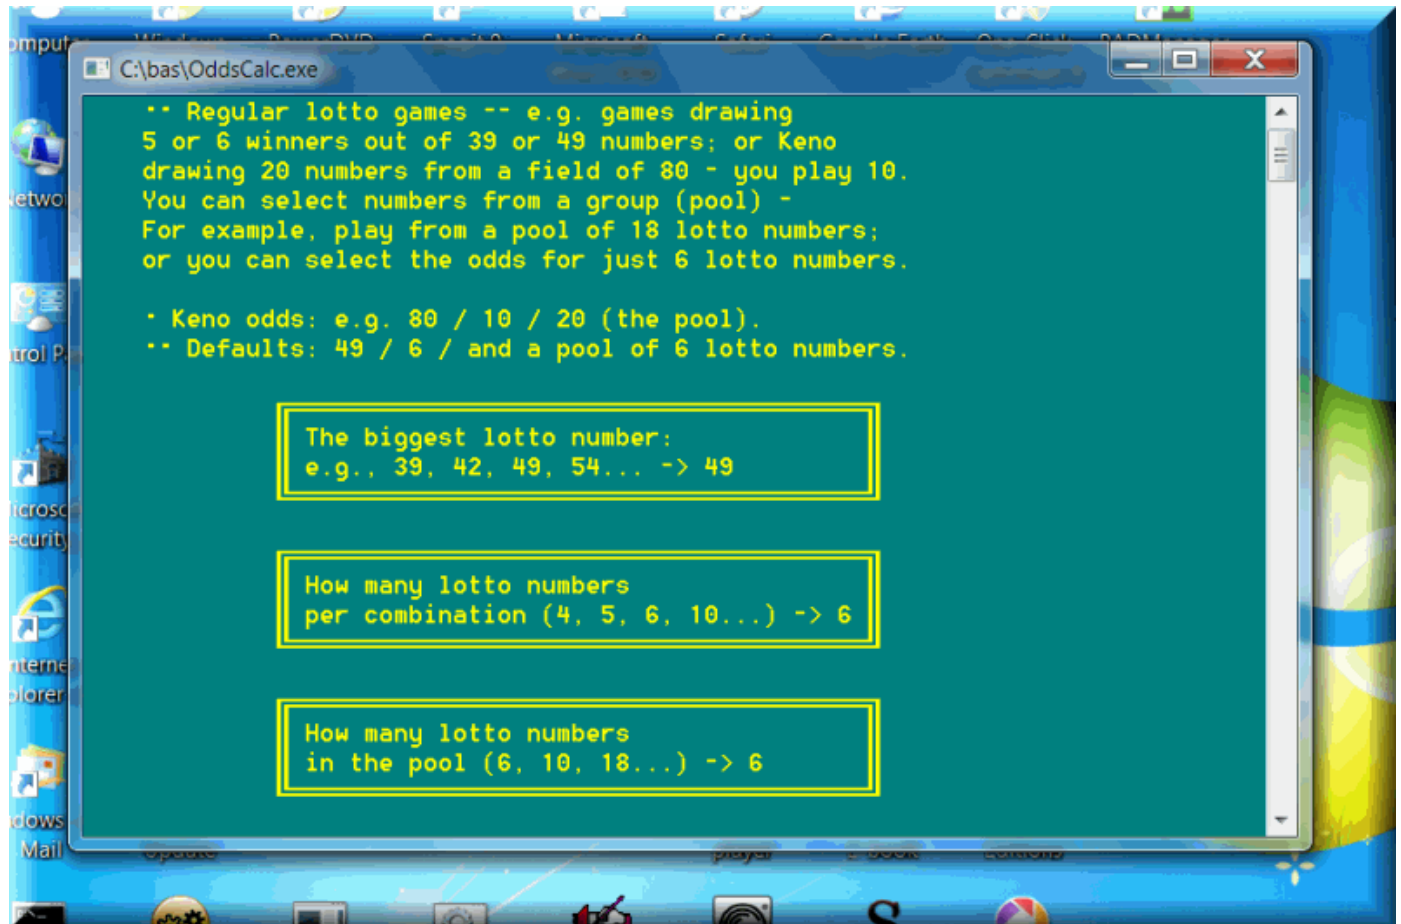 C:\bas\OddsCalc.exe
-- Regular lotto games -- e.g. games drawing
5 or 6 winners out of 39 or 49 numbers; or Keno
drawing 20 numbers from a field of 80 - you play 10.
You can select numbers from a group (pool) -
For example, play from a pool of 18 lotto numbers;
or you can select the odds for just 6 lotto numbers.
· Keno odds: e.g. 80 / 10 / 20 (the pool).
·· Defaults: 49 / 6 / and a pool of 6 lotto numbers.
The biggest lotto number:
e.g., 39, 42, 49, 54... -> 49
How many lotto numbers
per combination (4, 5, 6, 10...) -> 6
How many lotto numbers
in the pool (6, 10, 18...) -> 6
Mail